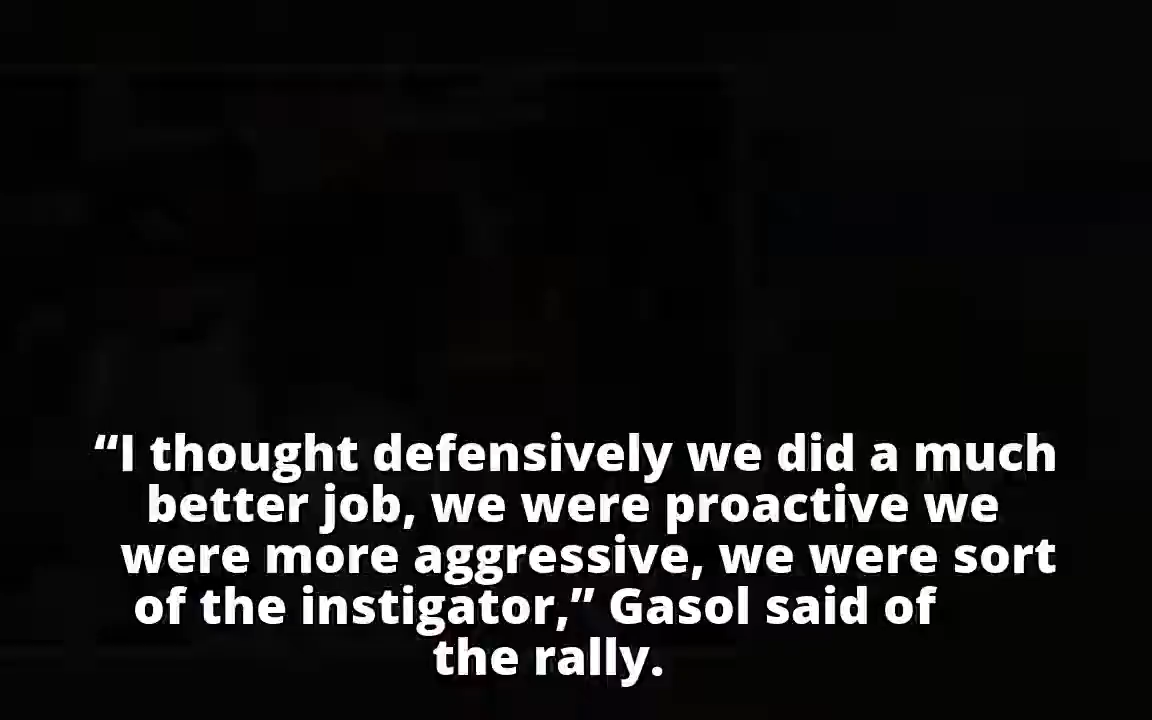 “I thought defensively we did a much
better job, we were proactive we
were more aggressive, we were sort
of the instigator,” Gasol said of
the rally.